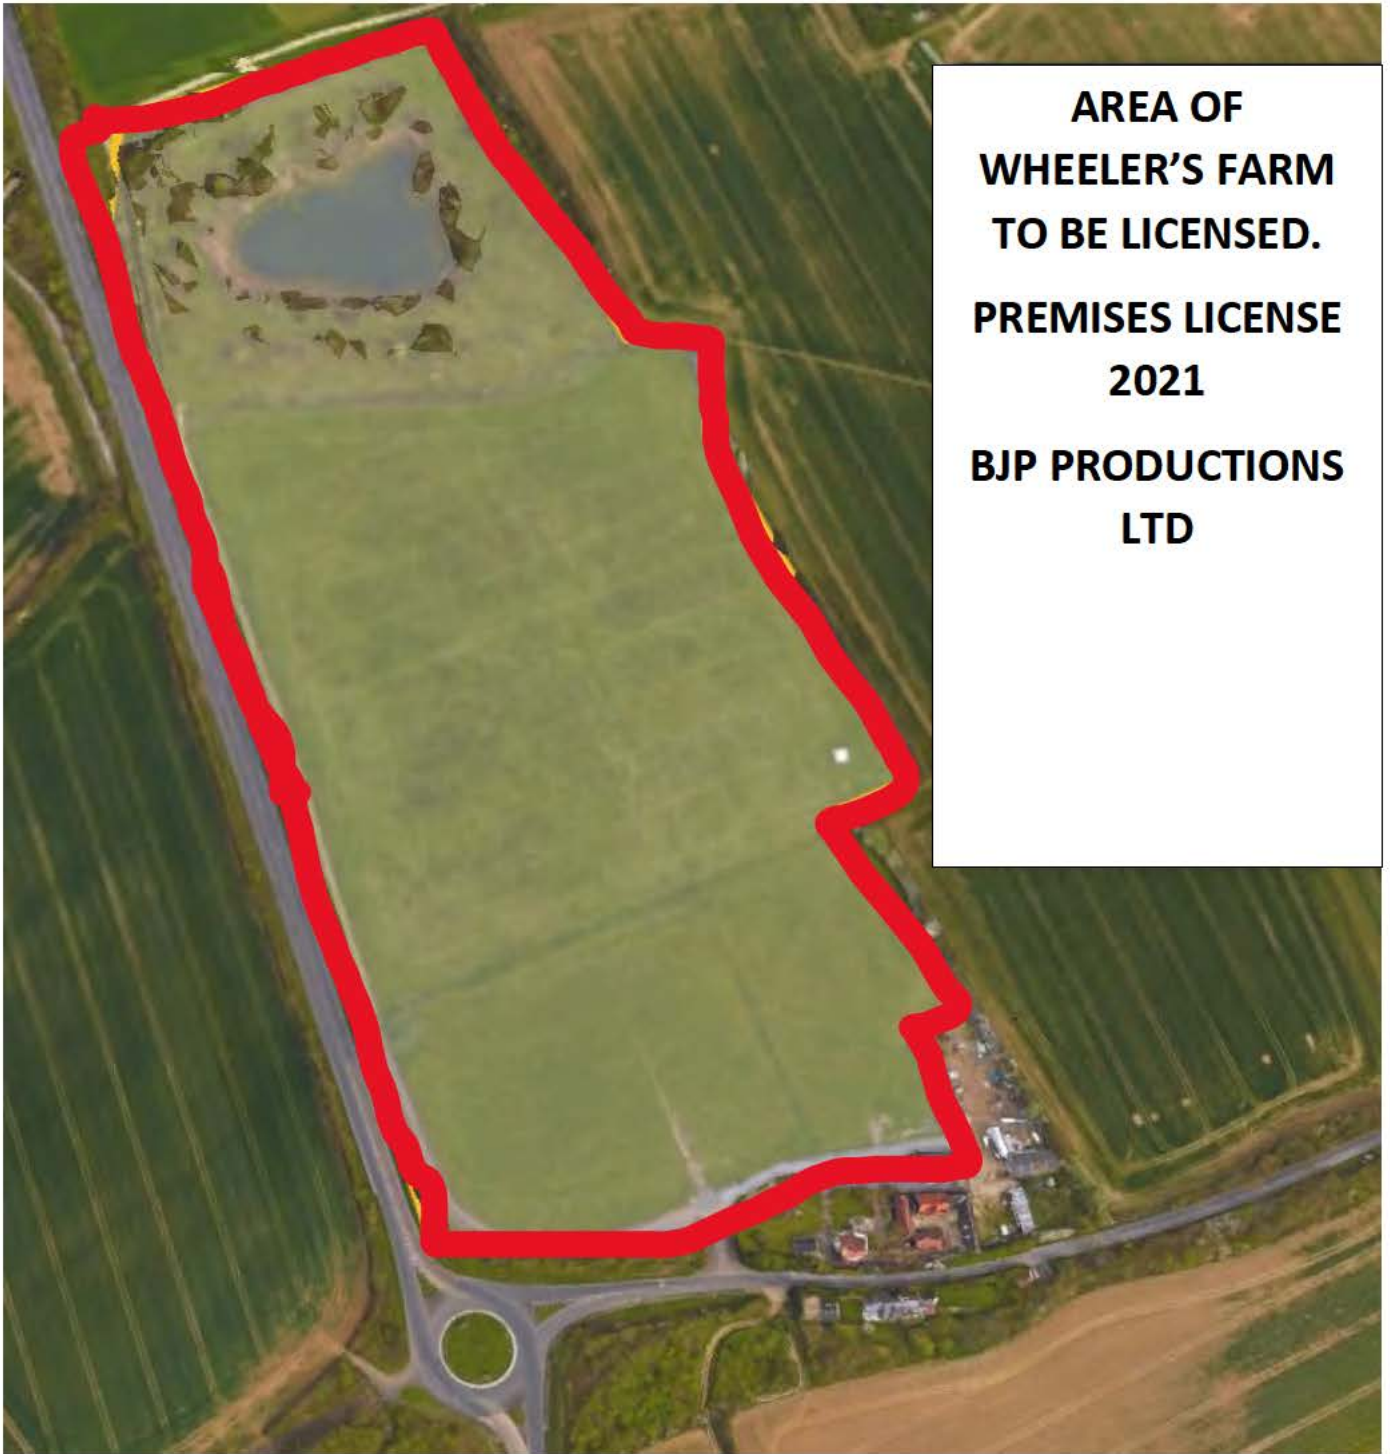 AREA OF
WHEELER’S FARM
TO BE LICENSED.
PREMISES LICENSE
2021
BJP PRODUCTIONS
LTD